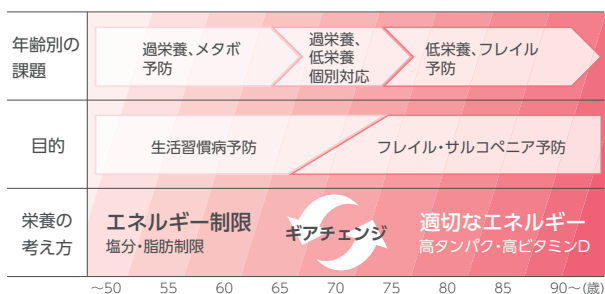 年齢別の
課題
過栄養、メタボ
予防
過栄養、
低栄養
個別対応
低栄養、フレイル
予防
目的
生活習慣病予防
フレイル・サルコペニア予防
栄養の
考え方
エネルギー制限
塩分・脂肪制限
ギアチェンジ
適切なエネルギー
高タンパク・高ビタミンD
〜50 55 60 65 70 75 80 85 90〜(歳)